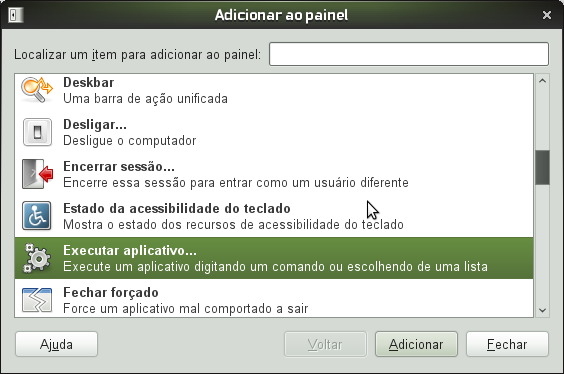 Adicionar ao painel
Localizar um item para adicionar ao painel:
Deskbar
Uma barra de ação unificada
Desligar...
Desligue o computador
Encerrar sessão...
Encerre essa sessão para entrar como um usuário diferente
Estado da acessibilidade do teclado
Mostra o estado dos recursos de acessibilidade do teclado
Executar aplicativo...
Execute um aplicativo digitando um comando ou escolhendo de uma lista
Fechar forçado
Force um aplicativo mal comportado a sair
Ajuda
Voltar
Adicionar
Fechar